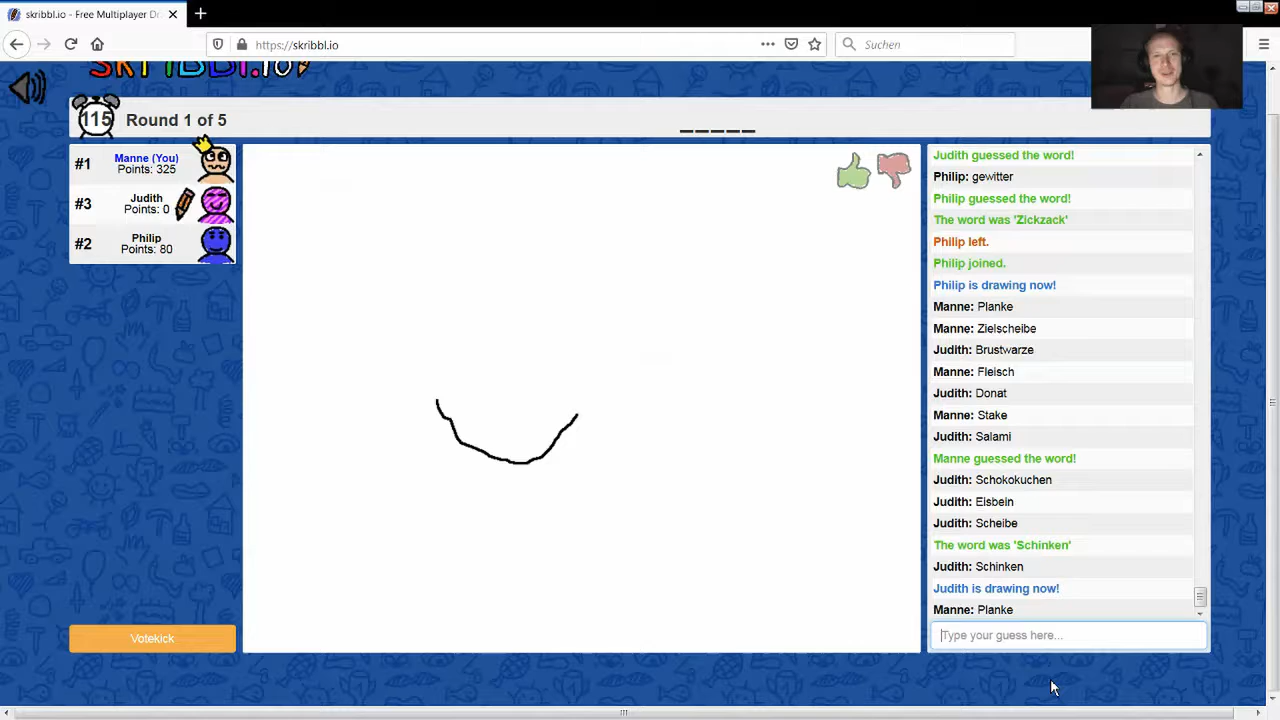 skribbl.io - Free Multiplayer Dr
https://skribbl.io
Suchen
skribbl.io
115
Round 1 of 5
_____
#1
Manne (You)
Points: 325
#3
Judith
Points: 0
#2
Philip
Points: 80
Votekick
Judith guessed the word!
Philip: gewitter
Philip guessed the word!
The word was 'Zickzack'
Philip left.
Philip joined.
Philip is drawing now!
Manne: Planke
Manne: Zielscheibe
Judith: Brustwarze
Manne: Fleisch
Judith: Donat
Manne: Stake
Judith: Salami
Manne guessed the word!
Judith: Schokokuchen
Judith: Eisbein
Judith: Scheibe
The word was 'Schinken'
Judith: Schinken
Judith is drawing now!
Manne: Planke
Type your guess here...